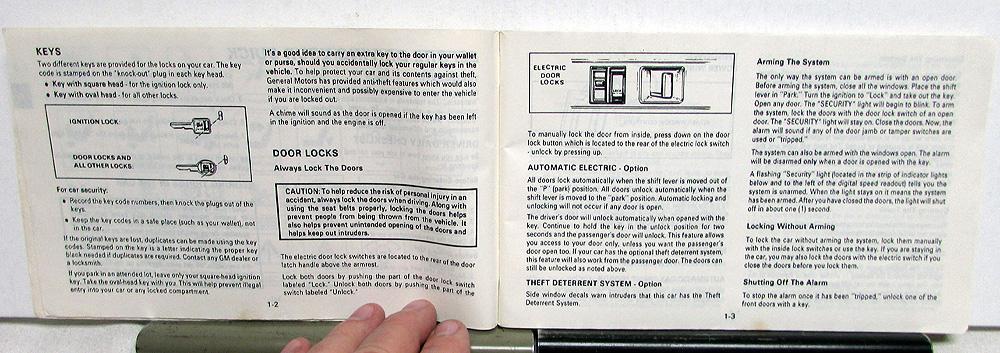 KEYS
Two different keys are provided for the locks on your car. The key
code is stamped on the "knock-out" plug in each key head.
• Key with square head - for the ignition lock only.
• Key with oval head - for all other locks.
IGNITION LOCK
DOOR LOCKS AND
ALL OTHER LOCKS
For car security:
• Record the key code numbers, then knock the plugs out of the
keys.
• Keep the key codes in a safe place (such as your wallet), not
in the car.
If the original keys are lost, duplicates can be made using the key
codes. Stamped on the key is a letter indicating the proper key
blank needed if duplicates are required. Contact any GM dealer or
a locksmith.
If you park in an attended lot, leave only your square-head ignition
key. Take the oval-head key with you. This will help prevent illegal
entry into your car or any locked compartment.
It's a good idea to carry an extra key to the door in your wallet
or purse, should you accidentally lock your regular keys in the
vehicle. To help protect your car and its contents against theft,
General Motors has provided anti-theft features which would also
make it inconvenient and possibly expensive to enter the vehicle
if you are locked out.
A chime will sound as the door is opened if the key has been left
in the ignition and the engine is off.
DOOR LOCKS
Always Lock The Doors
CAUTION: To help reduce the risk of personal injury in an
accident, always lock the doors when driving. Along with
using the seat belts properly, locking the doors helps
prevent people from being thrown from the vehicle. It
also helps prevent unintended opening of the doors and
helps keep out intruders.
The electric door lock switches are located to the rear of the door
latch handle above the armrest.
Lock both doors by pushing the part of the door lock switch
labeled "Lock." Unlock both doors by pushing the part of the
switch labeled "Unlock."
1-2
ELECTRIC
DOOR
LOCKS
To manually lock the door from inside, press down on the door
lock button which is located to the rear of the electric lock switch
- unlock by pressing up.
AUTOMATIC ELECTRIC - Option
All doors lock automatically when the shift lever is moved out of
the "P" (park) position. All doors unlock automatically when the
shift lever is moved to the "park" position. Automatic locking and
unlocking will not occur if any door is open.
The driver's door will unlock automatically when opened with the
key. Continue to hold the key in the unlock position for two
seconds and the passenger's door will unlock. This feature allows
you access to your door only, unless you want the passenger's
door open too. If your car has the optional theft deterrent system,
this feature will also work from the passenger door. The doors can
still be unlocked as noted above.
THEFT DETERRENT SYSTEM - Option
Side window decals warn intruders that this car has the Theft
Deterrent System.
Arming The System
The only way the system can be armed is with an open door.
Before arming the system, close all the windows. Place the shift
lever in "Park." Turn the ignition to "Lock" and take out the key.
Open any door. The "SECURITY" light will begin to blink. To arm
the system, lock the doors with the door lock switch of an open
door. The "SECURITY" light will stay on. Close the doors. Now, the
alarm will sound if any of the door jamb or tamper switches are
used or "tripped."
The system can also be armed with the windows open. The alarm
will be disarmed only when a door is opened with the key.
A flashing "Security" light (located in the strip of indicator lights
below and to the left of the digital speed readout) tells you the
system is unarmed. When the light stays on it means the system
has been armed. After you have closed the doors, the light will shut
off in about one (1) second.
Locking Without Arming
To lock the car without arming the system, lock them manually
with the inside lock levers or use the key. If you are staying in
the car, you may also lock the doors with the electric switch if you
close the doors before you lock them.
Shutting Off The Alarm
To stop the alarm once it has been "tripped," unlock one of the
front doors with a key.
1-3